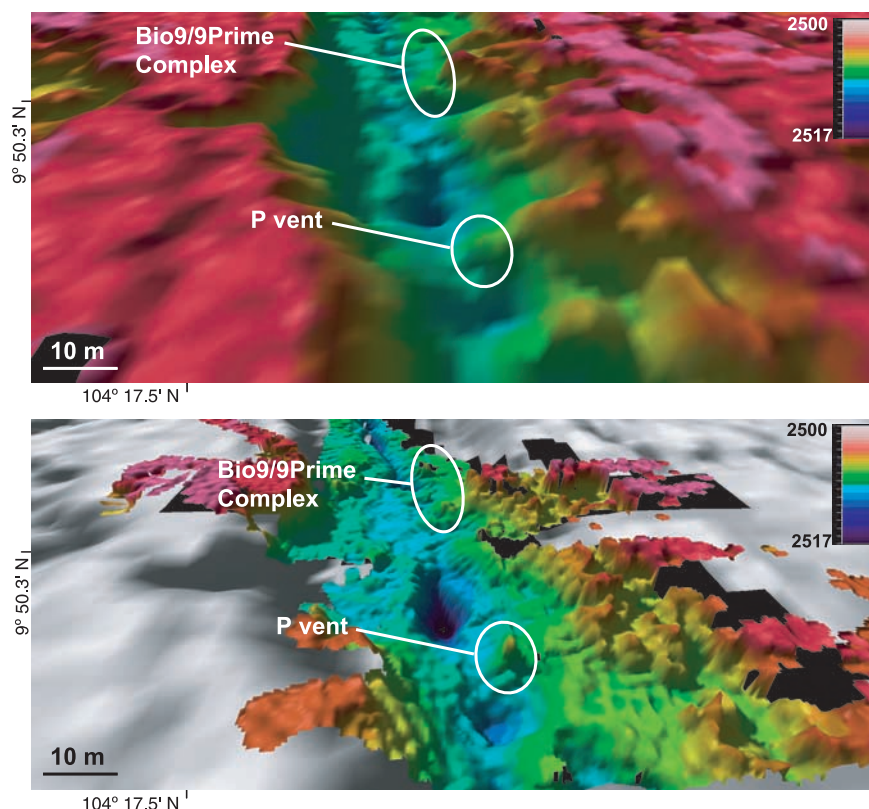 Bio9/9Prime
Complex
2500
2517
9° 50.3' N
P vent
10 m
104° 17.5' N
Bio9/9Prime
Complex
2500
2517
9° 50.3' N
P vent
10 m
104° 17.5' N